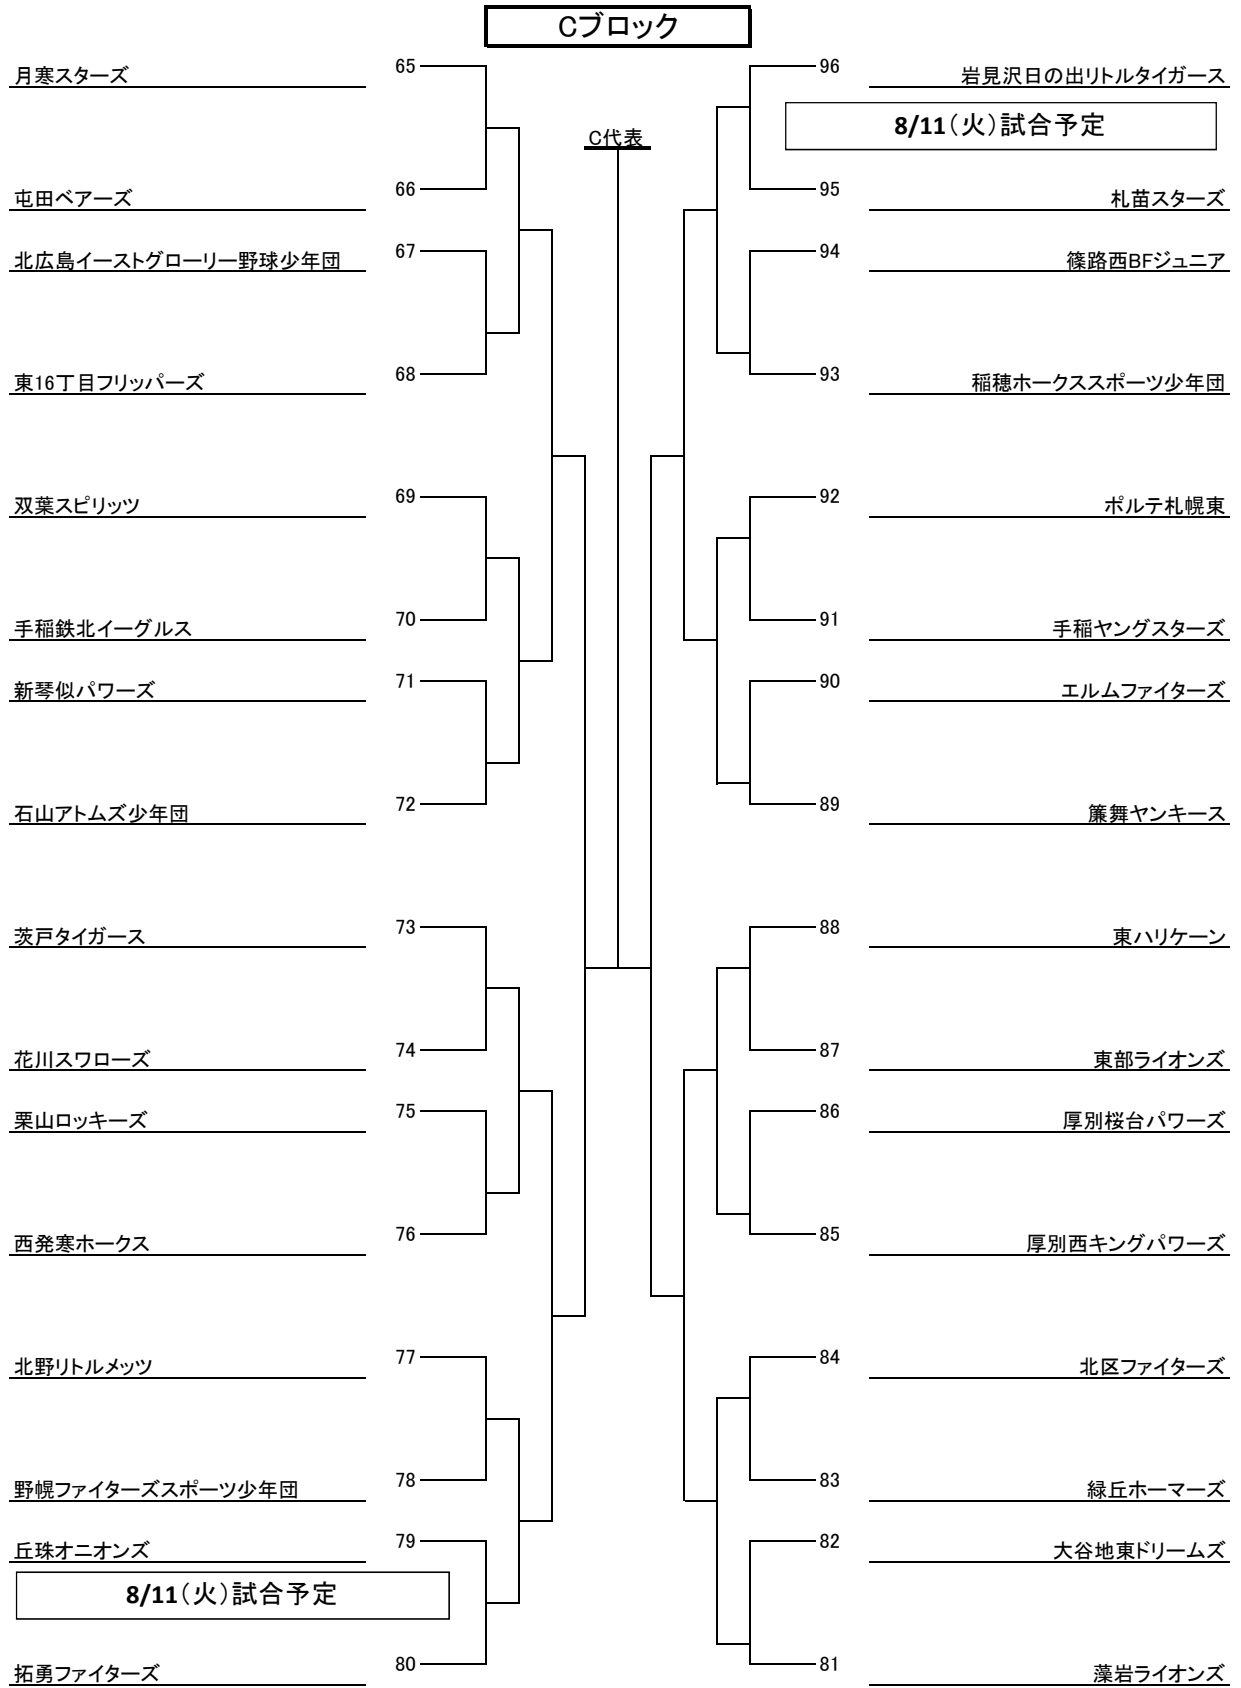 Cブロック
C代表
月寒スターズ 65
屯田ベアーズ 66
北広島イーストグローリー野球少年団 67
東16丁目フリッパーズ 68
双葉スピリッツ 69
手稲鉄北イーグルス 70
新琴似パワーズ 71
石山アトムズ少年団 72
茨戸タイガース 73
花川スワローズ 74
栗山ロッキーズ 75
西発寒ホークス 76
北野リトルメッツ 77
野幌ファイターズスポーツ少年団 78
丘珠オニオンズ 79
8/11（火）試合予定
拓勇ファイターズ 80
96 岩見沢日の出リトルタイガース
8/11（火）試合予定
95 札苗スターズ
94 篠路西BFジュニア
93 稲穂ホークススポーツ少年団
92 ポルテ札幌東
91 手稲ヤングスターズ
90 エルムファイターズ
89 簾舞ヤンキース
88 東ハリケーン
87 東部ライオンズ
86 厚別桜台パワーズ
85 厚別西キングパワーズ
84 北区ファイターズ
83 緑丘ホーマーズ
82 大谷地東ドリームズ
81 藻岩ライオンズ